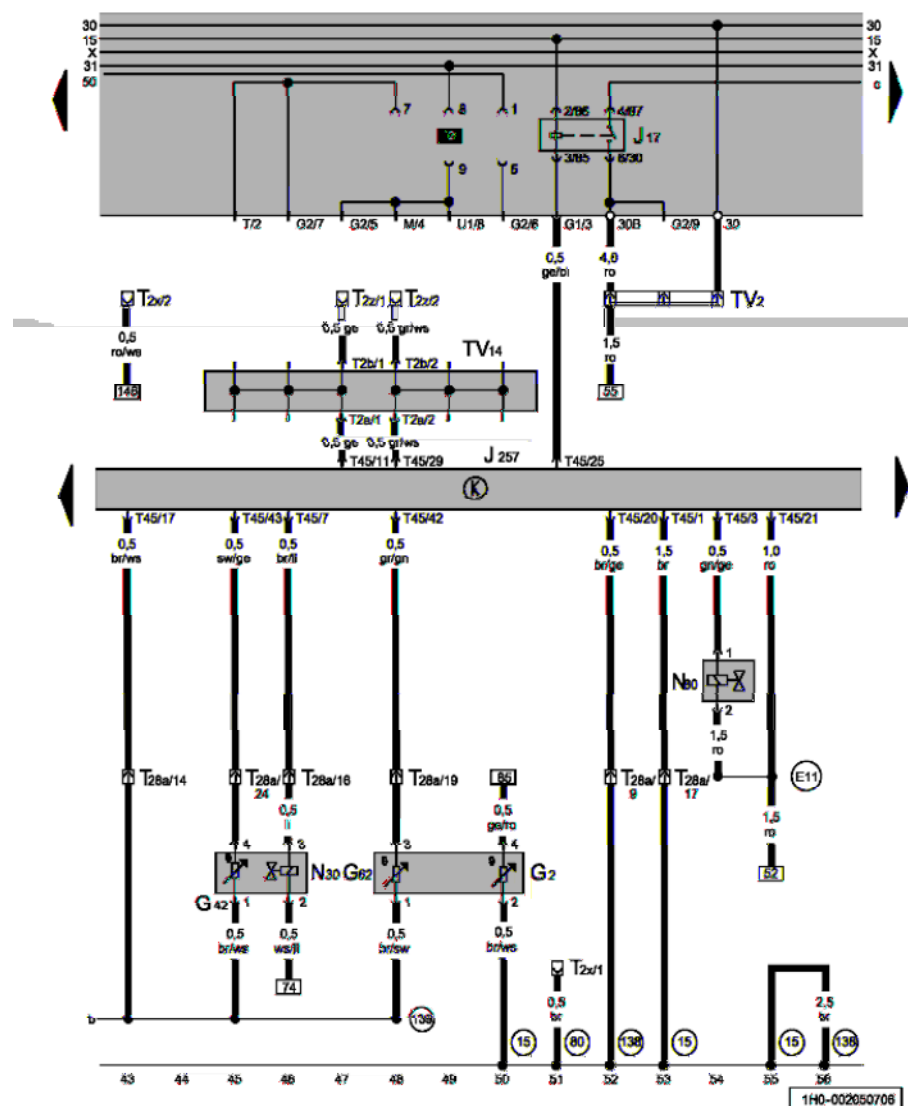 30 30
15 15
X X
31 31
50
7 8 1 2/86 4/87
J17
9 5 3/85 6/30
T/2 G2/7 G2/5 M/4 U1/8 G2/6 G1/3 30B G2/9 30
0,5 4,0
ge/bl ro
T2x/2 T2z/1 T2z/2 TV2
0,5 0,5 ge 0,5 gr/ws 1,5
ro/ws ro
TV14
T2b/1 T2b/2
146 55
T2a/1 T2a/2
0,5 ge 0,5 gr/ws J257
T45/11 T45/29 T45/25
K
T45/17 T45/43 T45/7 T45/42 T45/20 T45/1 T45/3 T45/21
0,5 0,5 0,5 0,5 0,5 1,5 0,5 1,0
br/ws sw/ge br/li gr/gn br/ge br gn/ge ro
1
N80
2
1,5
ro
T28a/14 T28a/24 T28a/16 T28a/19 85 T28a/9 T28a/17 E11
0,5 0,5 1,5
li ge/ro ro
4 3 3 4
N30 G62 G2 52
G42 1 2 1 2
0,5 0,5 0,5 0,5
br/ws ws/li br/sw br/ws
74 T2x/1
0,5 2,5
br br
b 139
15 80 138 15 15 136
43 44 45 46 47 48 49 50 51 52 53 54 55 56
1H0-002050706